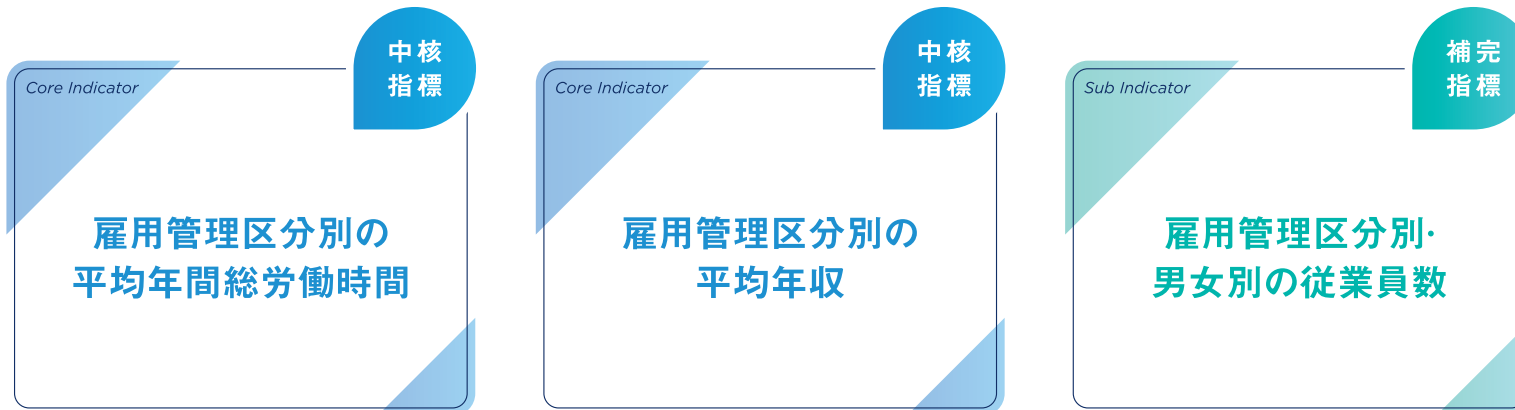 中核
指標
Core Indicator
雇用管理区分別の
平均年間総労働時間
中核
指標
Core Indicator
雇用管理区分別の
平均年収
補完
指標
Sub Indicator
雇用管理区分別·
男女別の従業員数